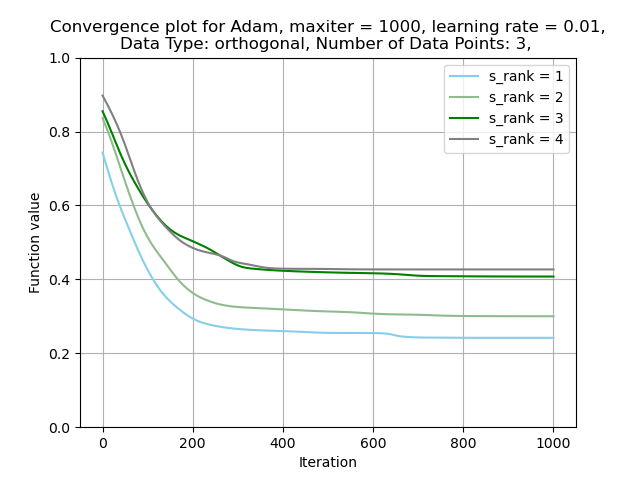 Convergence plot for Adam, maxiter = 1000, learning rate = 0.01,
Data Type: orthogonal, Number of Data Points: 3,
1.0
0.8
0.6
0.4
0.2
0.0
Function value
s_rank = 1
s_rank = 2
s_rank = 3
s_rank = 4
0 200 400 600 800 1000
Iteration